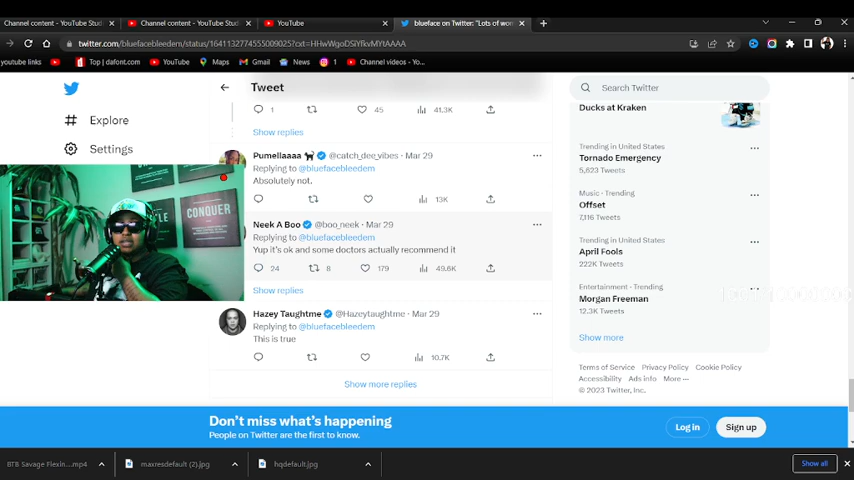 Channel content - YouTube Studio
Channel content - YouTube Stu
YouTube
blueface on Twitter: "Lots of wor
twitter.com/bluefacebleedem/status/1641132774555009025?cxt=HHwWgoDSiYfkvMYtAAAA
youtube links
Top | dafont.com
YouTube
Maps
Gmail
News
1
Channel videos - Yo...
Tweet
Search Twitter
Explore
Settings
1
45
41.3K
Show replies
Pumellaaaa @catch_dee_vibes · Mar 29
Replying to @bluefacebleedem
Absolutely not.
13K
Neek A Boo @boo_neek · Mar 29
Replying to @bluefacebleedem
Yup it's ok and some doctors actually recommend it
24
8
179
49.6K
Show replies
Hazey Taughtme @Hazeytaughtme · Mar 29
Replying to @bluefacebleedem
This is true
10.7K
Show more replies
CONQUER
Ducks at Kraken
Trending in United States
Tornado Emergency
5,623 Tweets
Music · Trending
Offset
7,116 Tweets
Trending in United States
April Fools
222K Tweets
Entertainment · Trending
Morgan Freeman
12.3K Tweets
Show more
Terms of Service Privacy Policy Cookie Policy
Accessibility Ads info More ···
© 2023 Twitter, Inc.
Don't miss what's happening
People on Twitter are the first to know.
Log in
Sign up
BTB Savage Flexin....mp4
maxresdefault (2).jpg
hqdefault.jpg
Show all